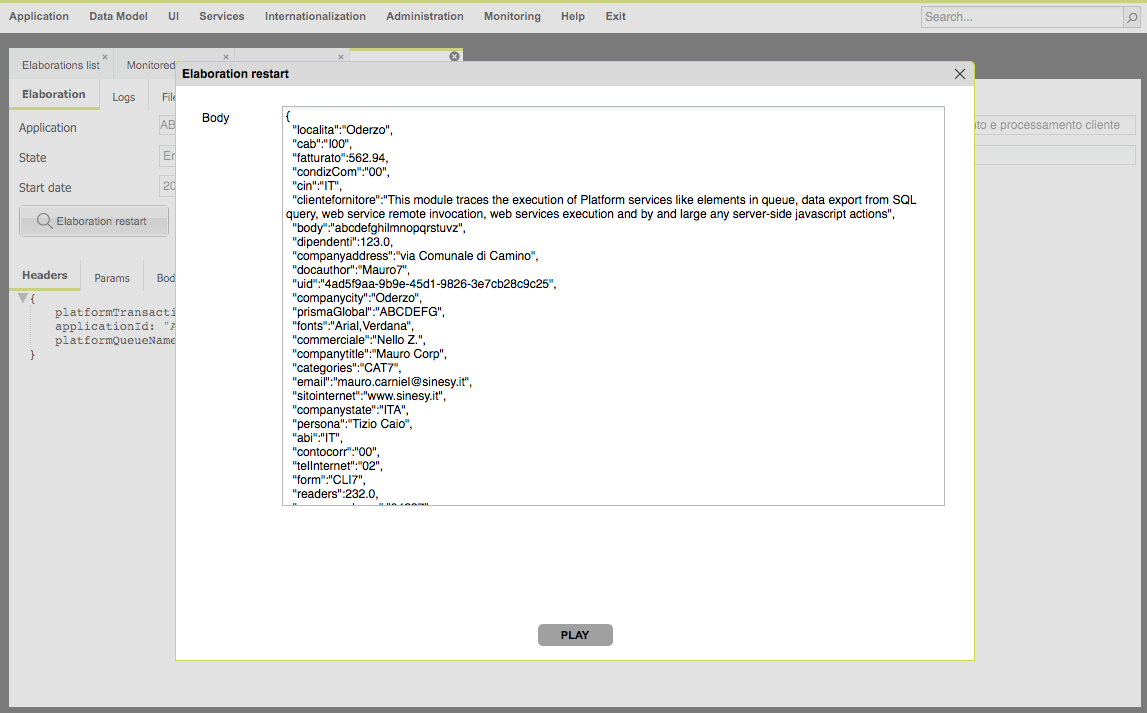 Application Data Model UI Services Internationalization Administration Monitoring Help Exit Search...
Elaborations list Monitored
Elaboration restart
Elaboration Logs File
Body
Application AB to e processamento cliente
State Er
Start date 20
Elaboration restart
Headers Params Bod
{
platformTransacti
applicationId: "A
platformQueueName
}
{
"localita":"Oderzo",
"cab":"I00",
"fatturato":562.94,
"condizCom":"00",
"cin":"IT",
"clientefornitore":"This module traces the execution of Platform services like elements in queue, data export from SQL
query, web service remote invocation, web services execution and by and large any server-side javascript actions",
"body":"abcdefghilmnopqrstuvz",
"dipendenti":123.0,
"companyaddress":"via Comunale di Camino",
"docauthor":"Mauro7",
"uid":"4ad5f9aa-9b9e-45d1-9826-3e7cb28c9c25",
"companycity":"Oderzo",
"prismaGlobal":"ABCDEFG",
"fonts":"Arial,Verdana",
"commerciale":"Nello Z.",
"companytitle":"Mauro Corp",
"categories":"CAT7",
"email":"mauro.carniel@sinesy.it",
"sitointernet":"www.sinesy.it",
"companystate":"ITA",
"persona":"Tizio Caio",
"abi":"IT",
"contocorr":"00",
"telInternet":"02",
"form":"CLI7",
"readers":232.0,
PLAY